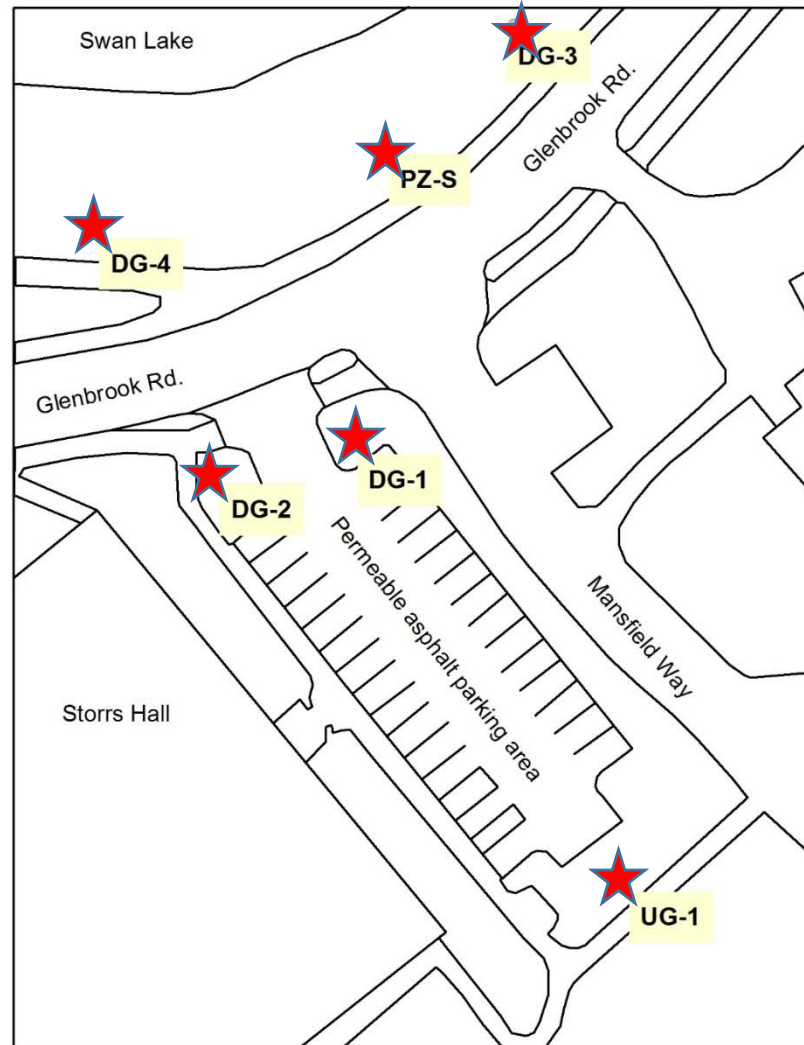 Swan Lake
DG-3
Glenbrook Rd.
PZ-S
DG-4
Glenbrook Rd.
DG-1
DG-2
Permeable asphalt parking area
Mansfield Way
Storrs Hall
UG-1